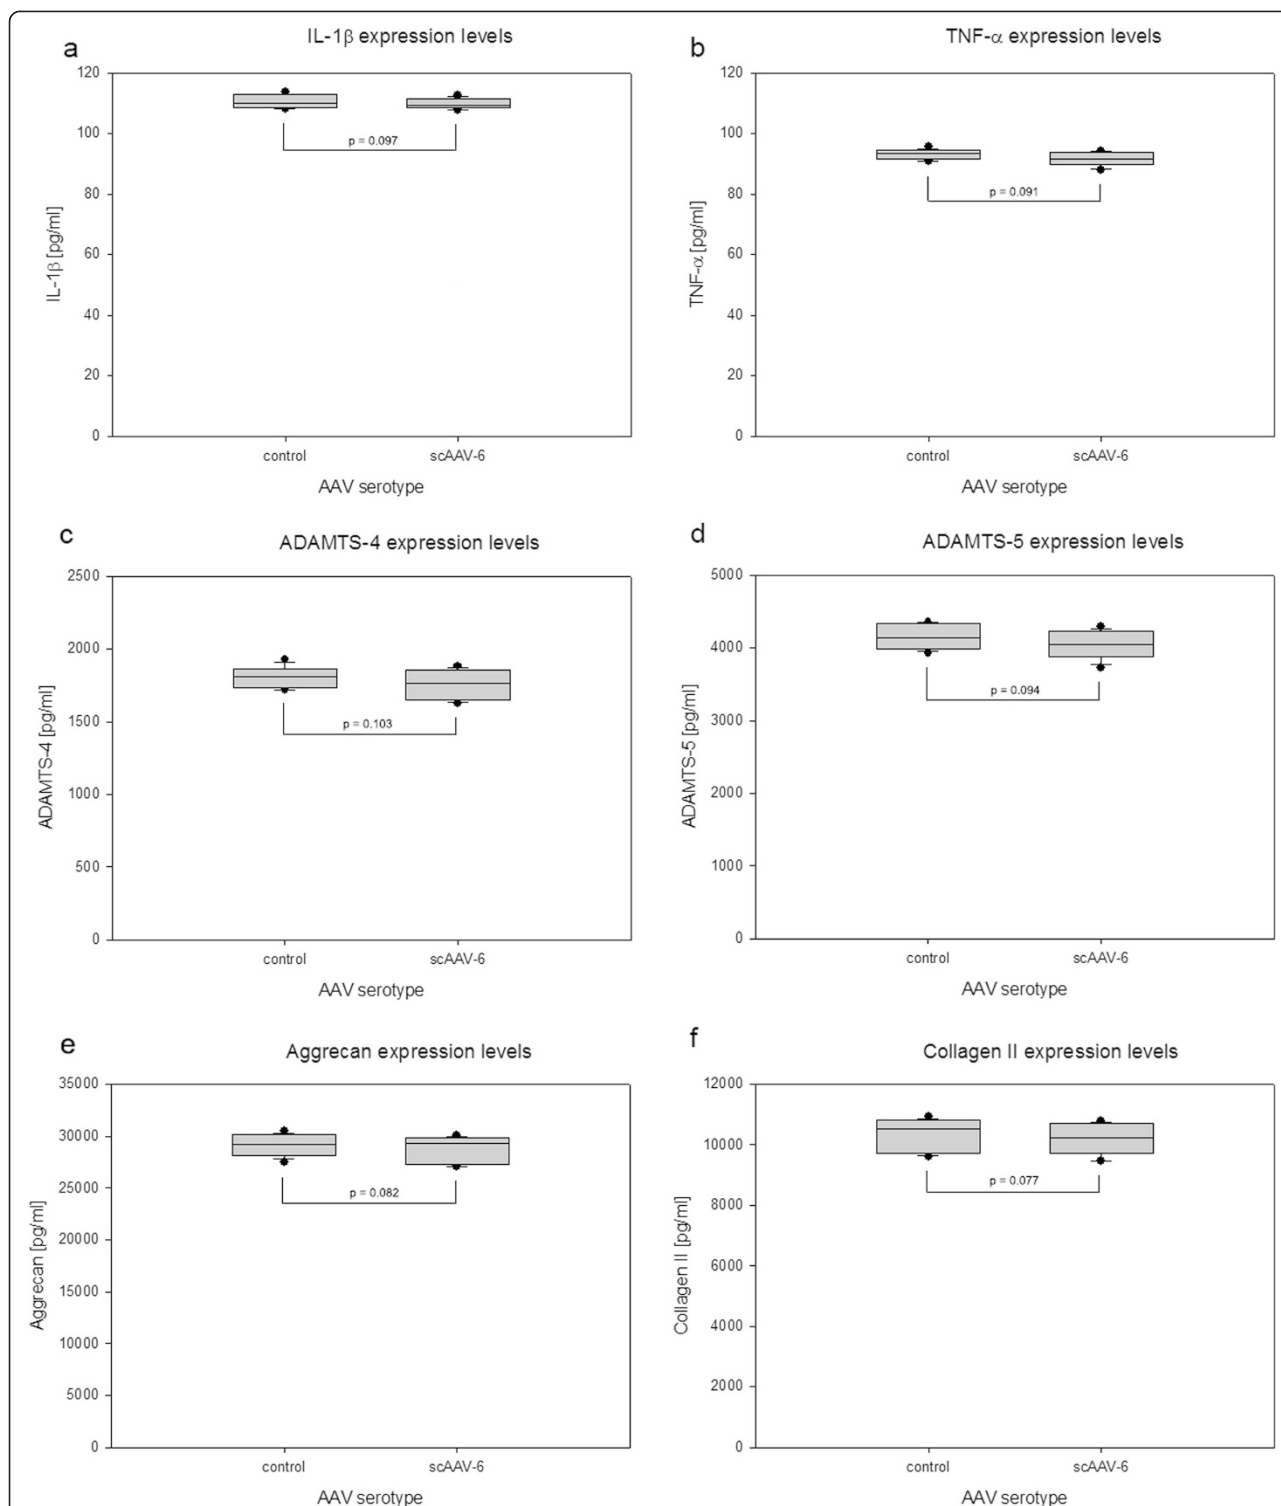 a
IL-1β expression levels
120
100
80
60
40
20
0
IL-1β [pg/ml]
p = 0.097
control
scAAV-6
AAV serotype
b
TNF-α expression levels
120
100
80
60
40
20
0
TNF-α [pg/ml]
p = 0.091
control
scAAV-6
AAV serotype
c
ADAMTS-4 expression levels
2500
2000
1500
1000
500
0
ADAMTS-4 [pg/ml]
p = 0.103
control
scAAV-6
AAV serotype
d
ADAMTS-5 expression levels
5000
4000
3000
2000
1000
0
ADAMTS-5 [pg/ml]
p = 0.094
control
scAAV-6
AAV serotype
e
Aggrecan expression levels
35000
30000
25000
20000
15000
10000
5000
0
Aggrecan [pg/ml]
p = 0.082
control
scAAV-6
AAV serotype
f
Collagen II expression levels
12000
10000
8000
6000
4000
2000
0
Collagen II [pg/ml]
p = 0.077
control
scAAV-6
AAV serotype